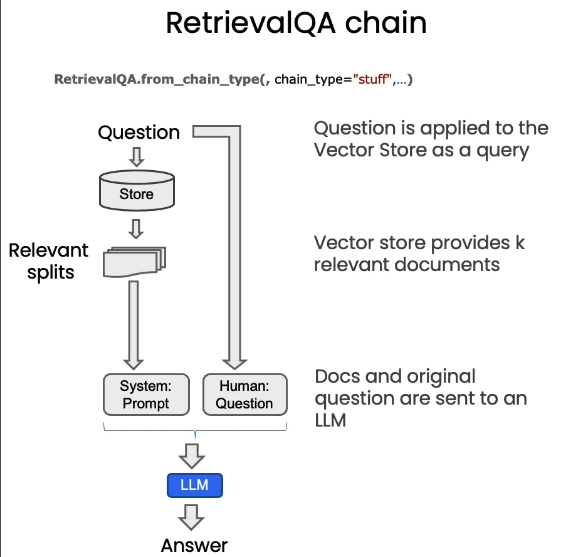 RetrievalQA chain
RetrievalQA.from_chain_type(, chain_type="stuff",...)
Question
Question is applied to the
Vector Store as a query
Store
Relevant
splits
Vector store provides k
relevant documents
System:
Prompt
Human:
Question
Docs and original
question are sent to an
LLM
LLM
Answer